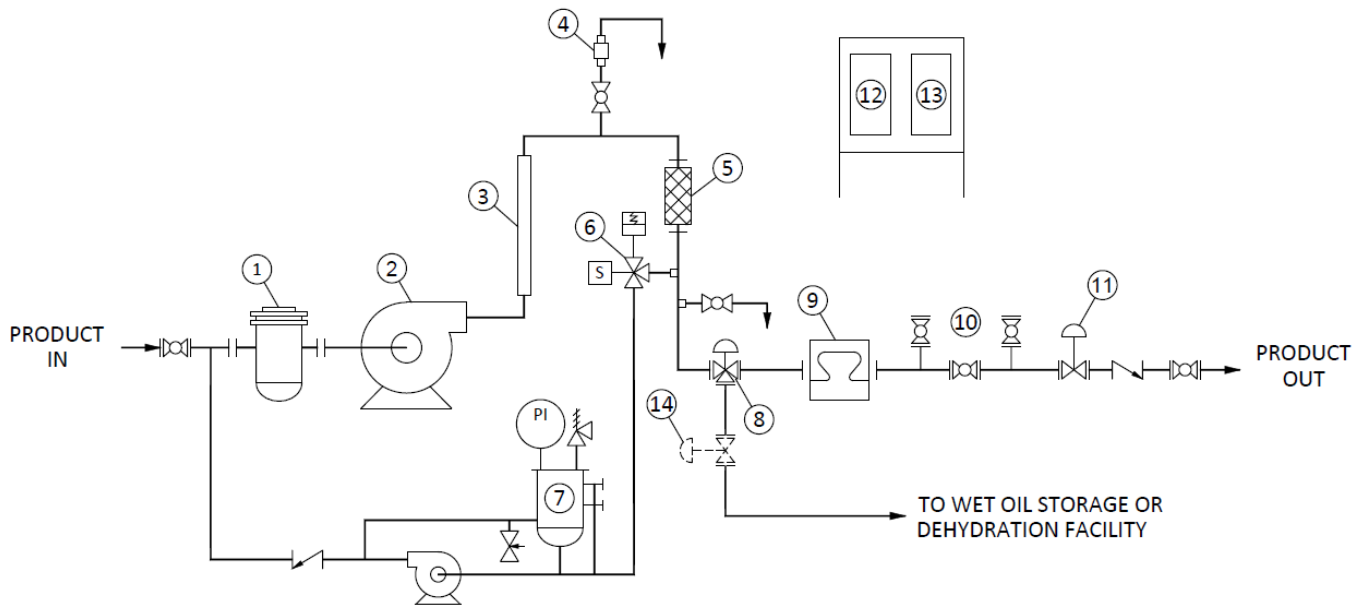 4
12 13
5
3
6
S
1
2
9
11
10
PRODUCT
IN
PRODUCT
OUT
14
8
PI
7
TO WET OIL STORAGE OR
DEHYDRATION FACILITY